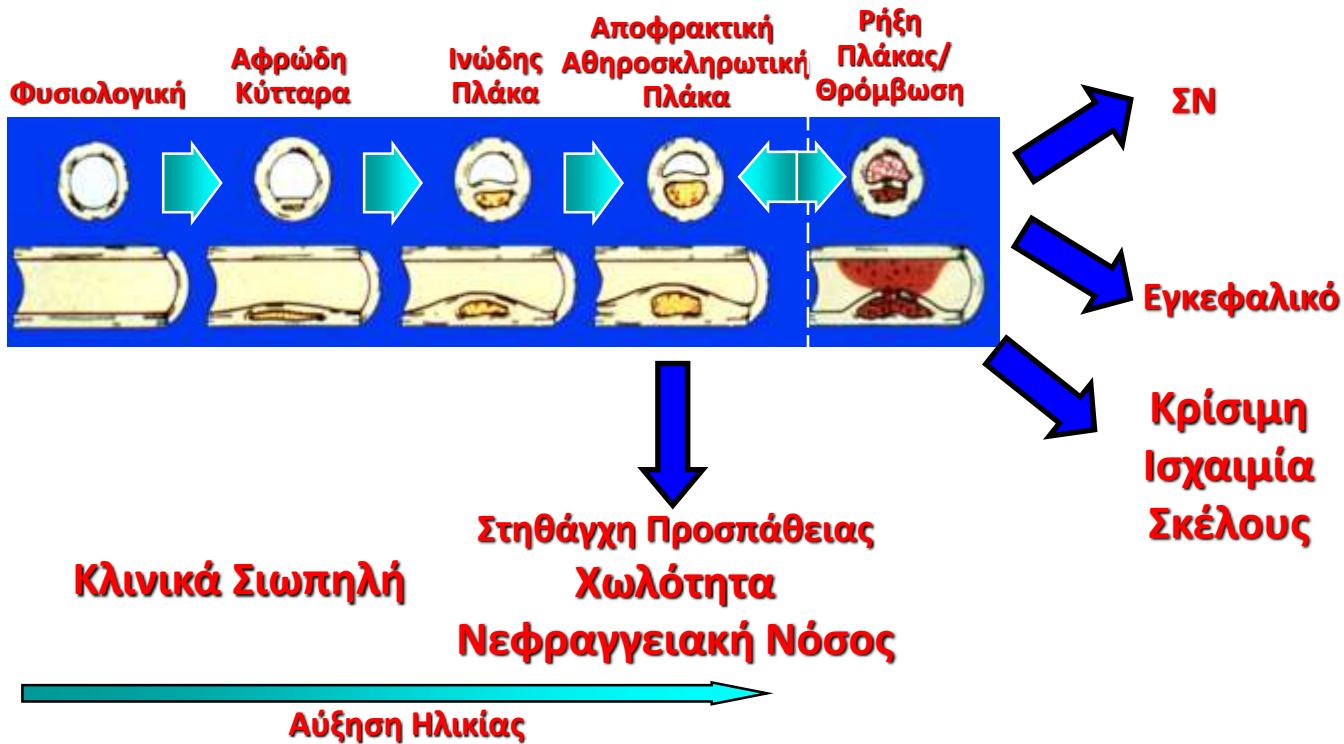 Φυσιολογική
Αφρώδη
Κύτταρα
Ινώδης
Πλάκα
Αποφρακτική
Αθηροσκληρωτική
Πλάκα
Ρήξη
Πλάκας/
Θρόμβωση
ΣΝ
Εγκεφαλικό
Κρίσιμη
Ισχαιμία
Σκέλους
Στηθάγχη Προσπάθειας
Χωλότητα
Νεφραγγειακή Νόσος
Κλινικά Σιωπηλή
Αύξηση Ηλικίας